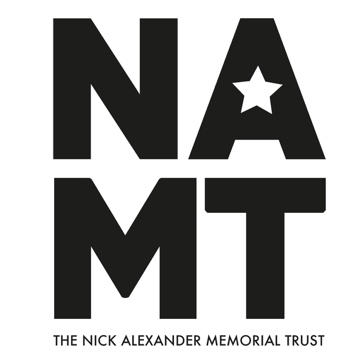 NA
MT
THE NICK ALEXANDER MEMORIAL TRUST